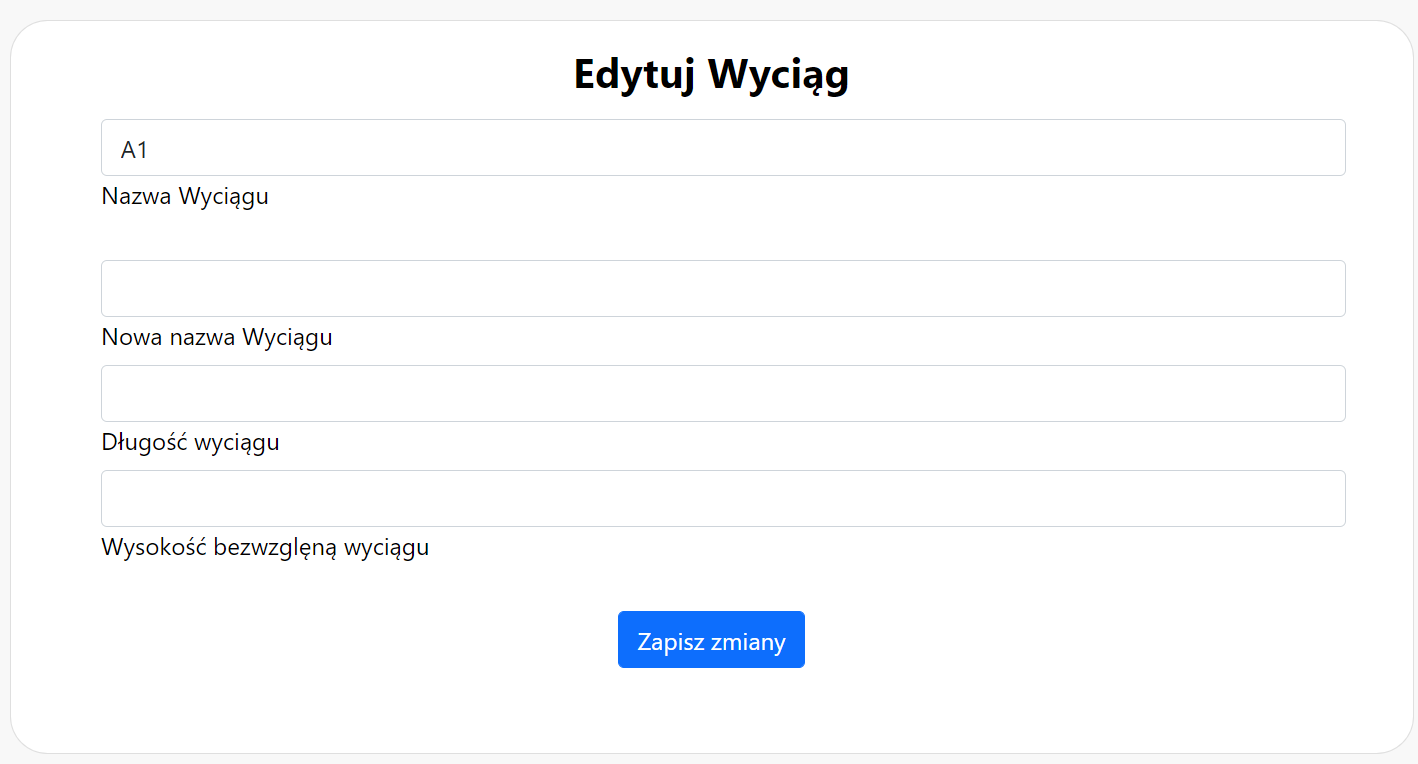 Edytuj Wyciąg
A1
Nazwa Wyciągu
Nowa nazwa Wyciągu
Długość wyciągu
Wysokość bezwzglęną wyciągu
Zapisz zmiany